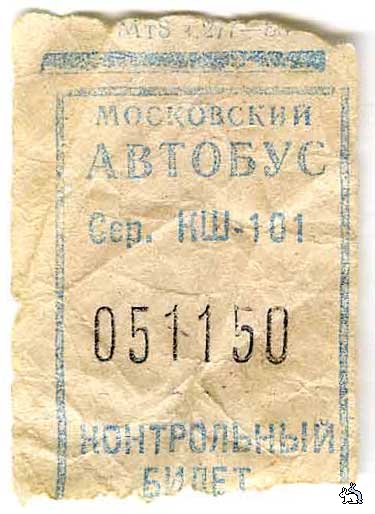 МОСКОВСКИЙ
АВТОБУС
Сер. КШ-101
051150
КОНТРОЛЬНЫЙ
БИЛЕТ